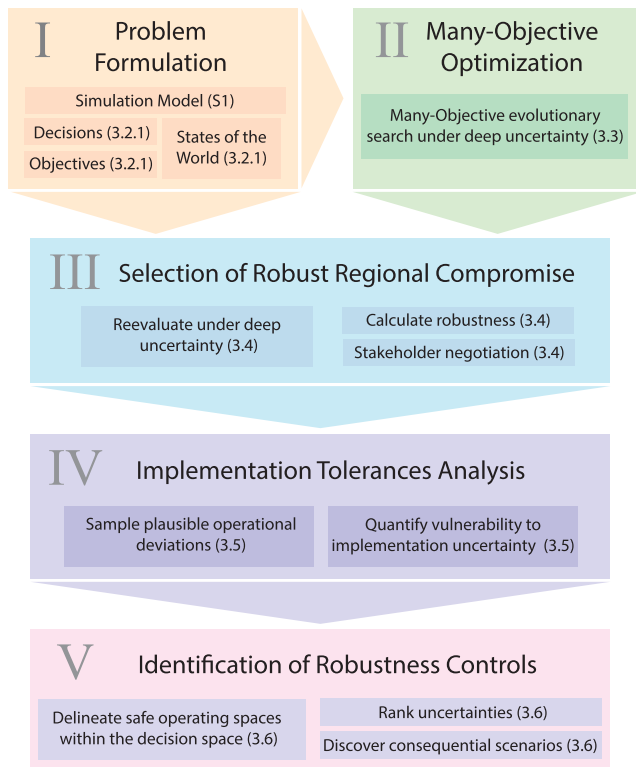 I
Problem
Formulation
Simulation Model (S1)
Decisions (3.2.1)
Objectives (3.2.1)
States of the
World (3.2.1)
II
Many-Objective
Optimization
Many-Objective evolutionary
search under deep uncertainty (3.3)
III
Selection of Robust Regional Compromise
Reevaluate under deep
uncertainty (3.4)
Calculate robustness (3.4)
Stakeholder negotiation (3.4)
IV
Implementation Tolerances Analysis
Sample plausible operational
deviations (3.5)
Quantify vulnerability to
implementation uncertainty (3.5)
V
Identification of Robustness Controls
Delineate safe operating spaces
within the decision space (3.6)
Rank uncertainties (3.6)
Discover consequential scenarios (3.6)